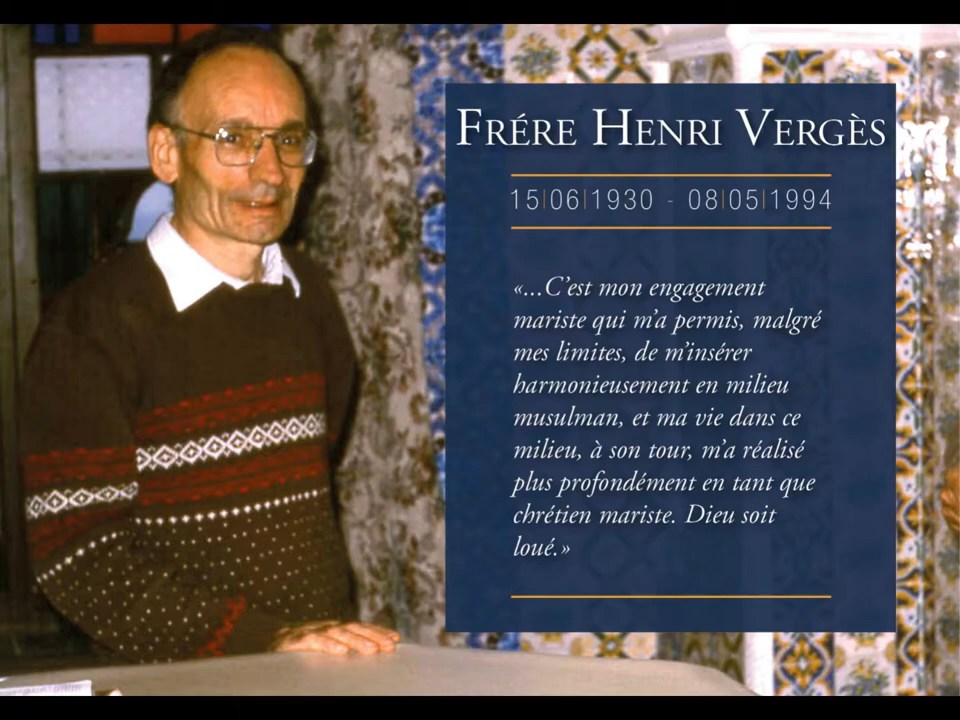 FRÉRE HENRI VERGÈS
15|06|1930 - 08|05|1994
«...C’est mon engagement
mariste qui m’a permis, malgré
mes limites, de m’insérer
harmonieusement en milieu
musulman, et ma vie dans ce
milieu, à son tour, m’a réalisé
plus profondément en tant que
chrétien mariste. Dieu soit
loué.»